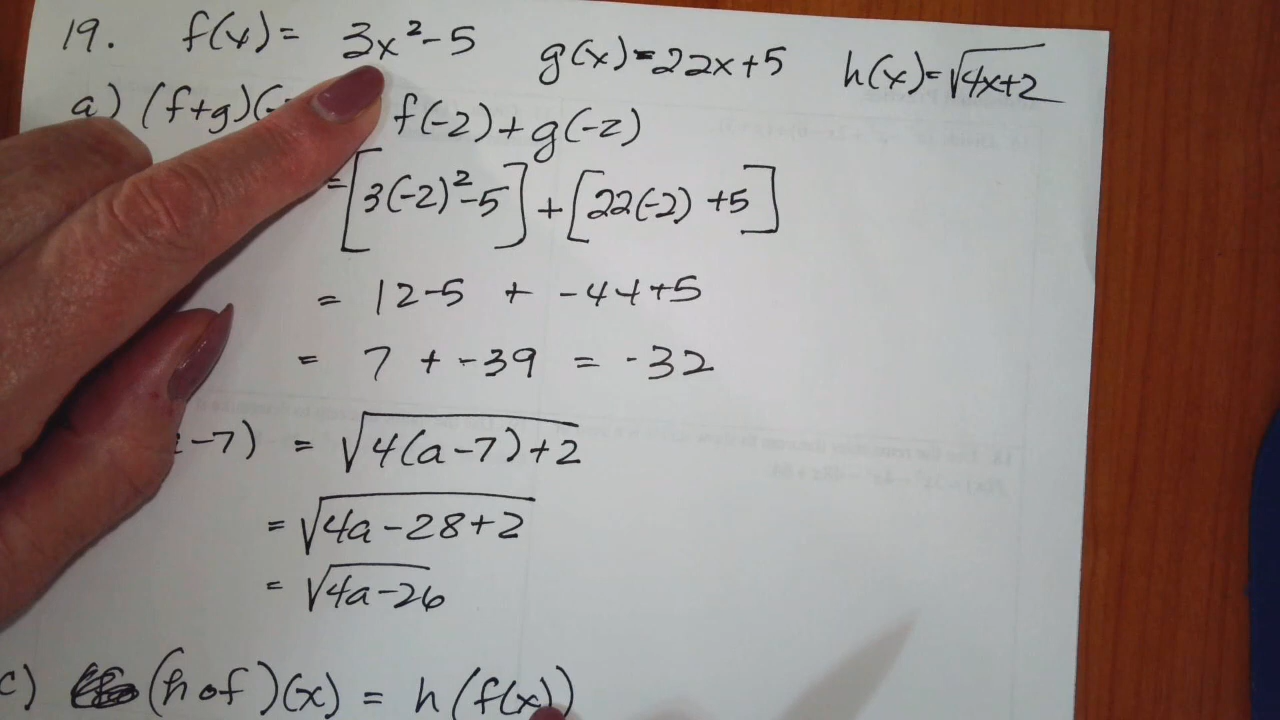 19. f(x)= 3x²-5 g(x)=22x+5 h(x)=√4x+2
a) (f+g)(- f(-2)+g(-2)
=[3(-2)²-5]+[22(-2)+5]
= 12-5 + -44+5
= 7 + -39 = -32
-7) = √4(a-7)+2
= √4a-28+2
= √4a-26
c) (hof)(x) = h(f(x))